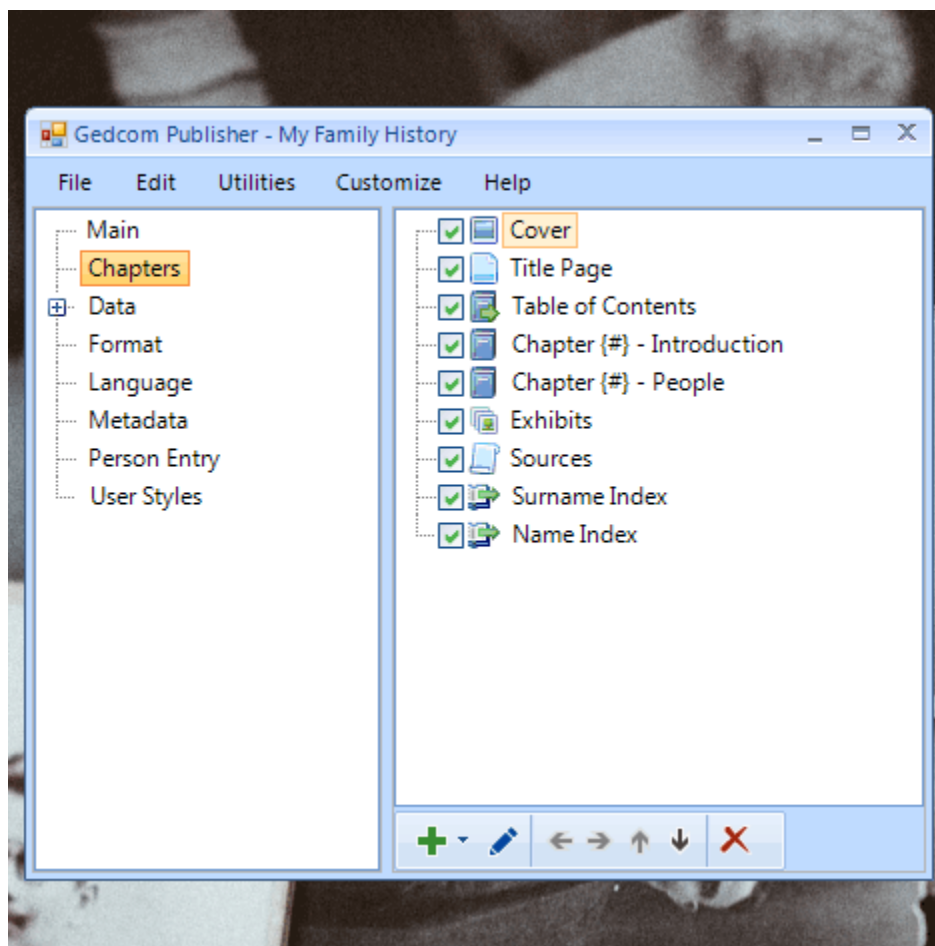 Gedcom Publisher - My Family History
File Edit Utilities Customize Help
Main
Chapters
Data
Format
Language
Metadata
Person Entry
User Styles
Cover
Title Page
Table of Contents
Chapter {#} - Introduction
Chapter {#} - People
Exhibits
Sources
Surname Index
Name Index